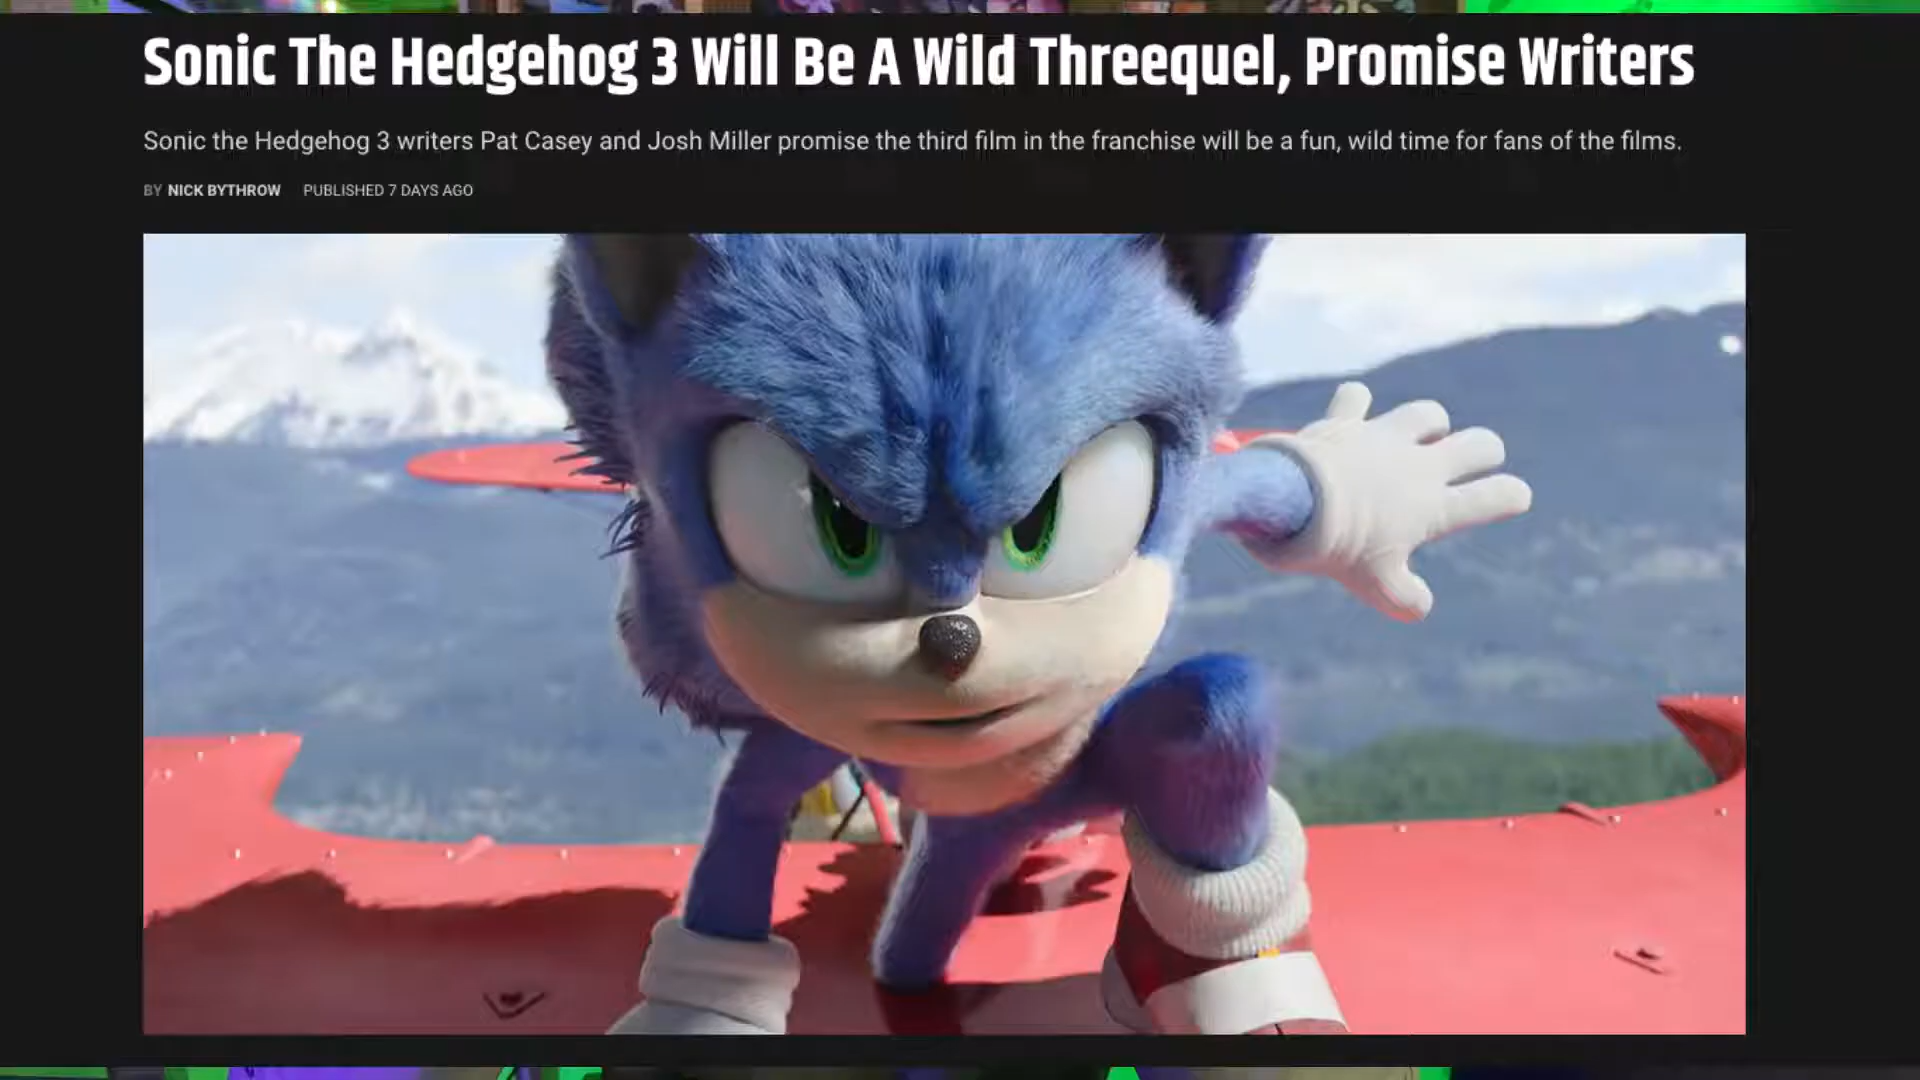 Sonic The Hedgehog 3 Will Be A Wild Threequel, Promise Writers
Sonic the Hedgehog 3 writers Pat Casey and Josh Miller promise the third film in the franchise will be a fun, wild time for fans of the films.
BY NICK BYTHROW PUBLISHED 7 DAYS AGO